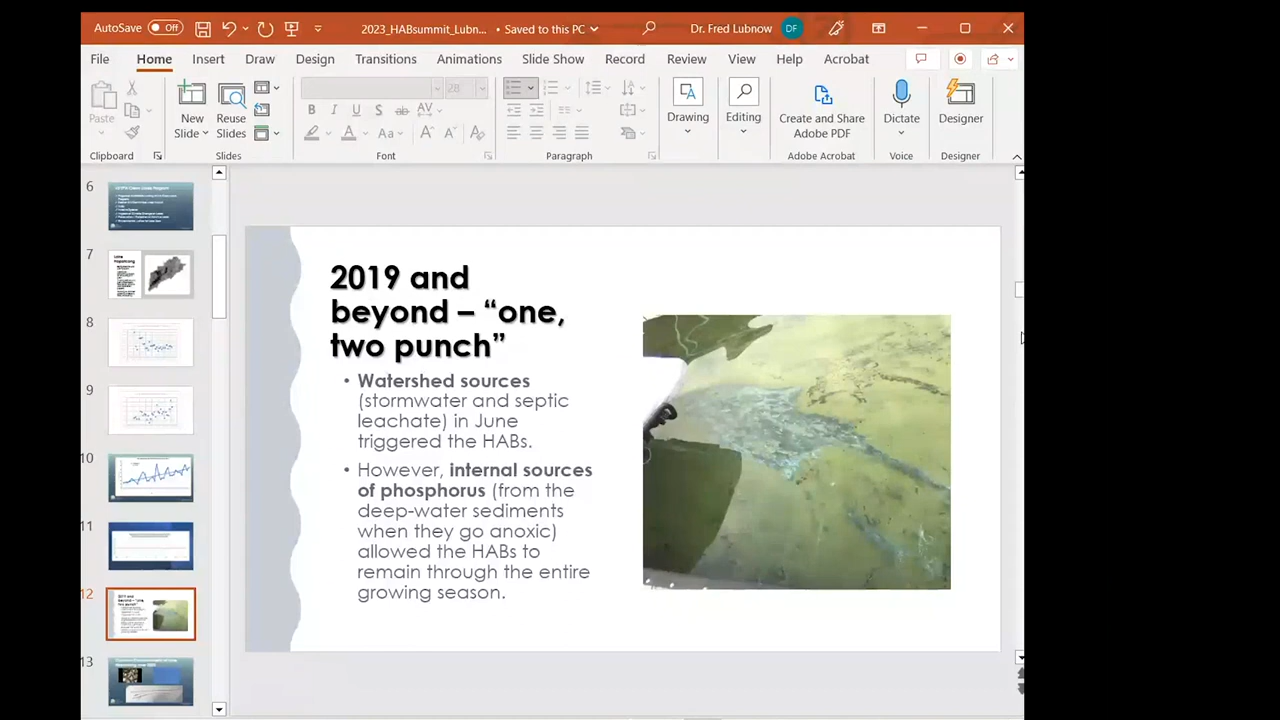 AutoSave Off 2023_HABsummit_Lubn... • Saved to this PC Dr. Fred Lubnow DF
File Home Insert Draw Design Transitions Animations Slide Show Record Review View Help Acrobat
Paste
New
Slide
Reuse
Slides
28
B I U S ab AV
Aa A A
Drawing
Editing
Create and Share
Adobe PDF
Dictate
Designer
Clipboard Slides Font Paragraph Adobe Acrobat Voice Designer
6
7
8
9
10
11
12
13
2019 and
beyond – “one,
two punch”
• Watershed sources
(stormwater and septic
leachate) in June
triggered the HABs.
• However, internal sources
of phosphorus (from the
deep-water sediments
when they go anoxic)
allowed the HABs to
remain through the entire
growing season.